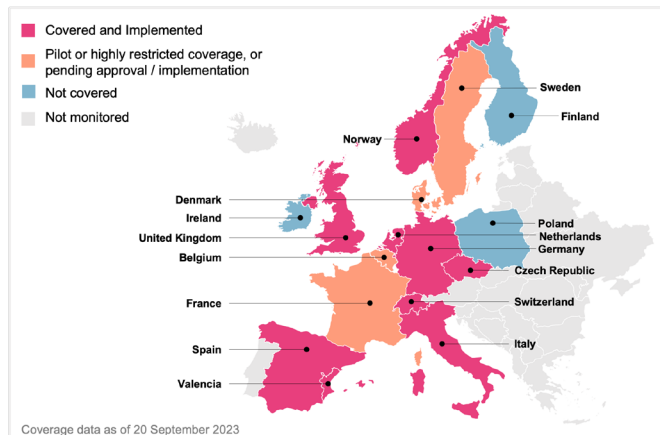 Covered and Implemented
Pilot or highly restricted coverage, or
pending approval / implementation
Not covered
Not monitored
Sweden
Finland
Norway
Denmark
Ireland
Poland
United Kingdom
Netherlands
Germany
Belgium
Czech Republic
France
Switzerland
Italy
Spain
Valencia
Coverage data as of 20 September 2023